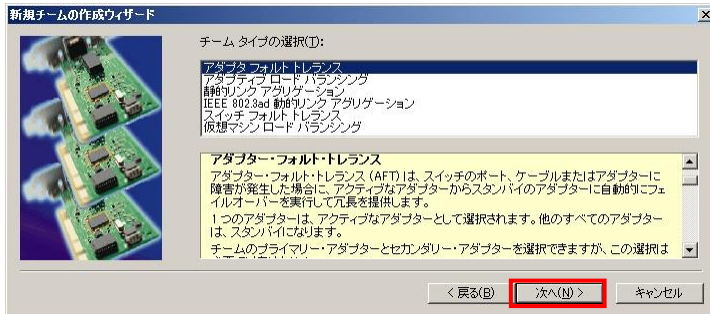 新規チームの作成ウィザード
チーム タイプの選択(T):
アダプタ フォルト トレランス
アダプティブ ロード バランシング
静的リンク アグリゲーション
IEEE 802.3ad 動的リンク アグリゲーション
スイッチ フォルト トレランス
仮想マシン ロード バランシング
アダプター・フォルト・トレランス
アダプター・フォルト・トレランス (AFT) は、スイッチのポート、ケーブルまたはアダプターに
障害が発生した場合に、アクティブなアダプターからスタンバイのアダプターに自動的にフェ
イルオーバーを実行して冗長を提供します。
1 つのアダプターは、アクティブなアダプターとして選択されます。他のすべてのアダプター
は、スタンバイになります。
チームのプライマリー・アダプターとセカンダリー・アダプターを選択できますが、この選択は
< 戻る(B)
次へ(N) >
キャンセル